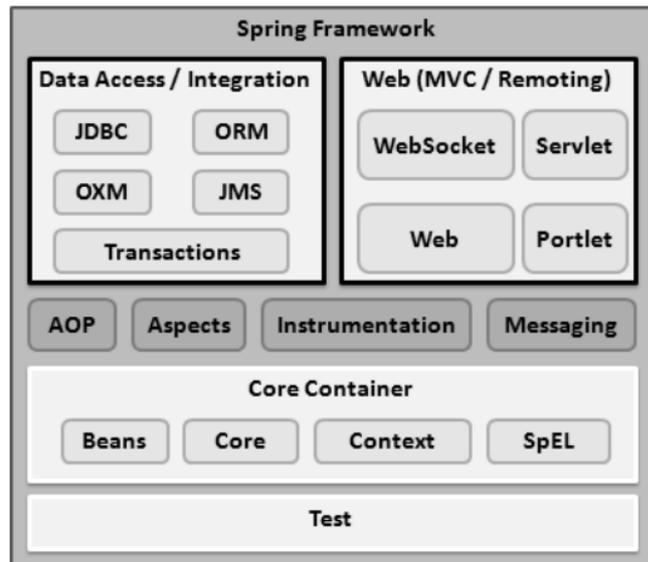 Spring Framework
Data Access / Integration
JDBC
ORM
OXM
JMS
Transactions
Web (MVC / Remoting)
WebSocket
Servlet
Web
Portlet
AOP
Aspects
Instrumentation
Messaging
Core Container
Beans
Core
Context
SpEL
Test